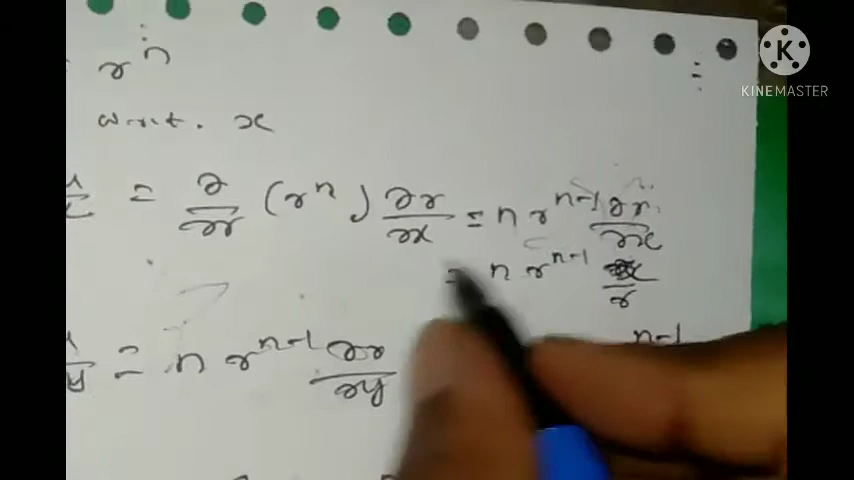 r^n
w.r.t. x
= ∂/∂r (r^n) ∂r/∂x = n r^{n-1} ∂r/∂x
= n r^{n-1} x/r
= n r^{n-1} ∂r/∂y
n-1
K
KINEMASTER